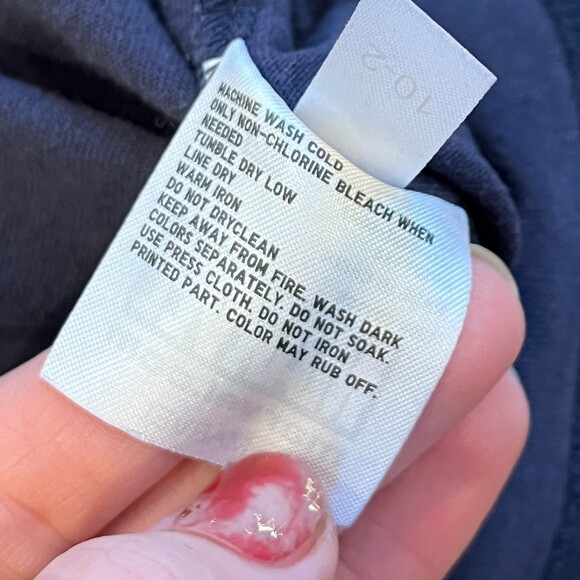 MACHINE WASH COLD
ONLY NON-CHLORINE BLEACH WHEN
NEEDED
TUMBLE DRY LOW
LINE DRY
WARM IRON
DO NOT DRYCLEAN
KEEP AWAY FROM FIRE. WASH DARK
COLORS SEPARATELY. DO NOT SOAK.
USE PRESS CLOTH. DO NOT IRON
PRINTED PART. COLOR MAY RUB OFF.
10-2